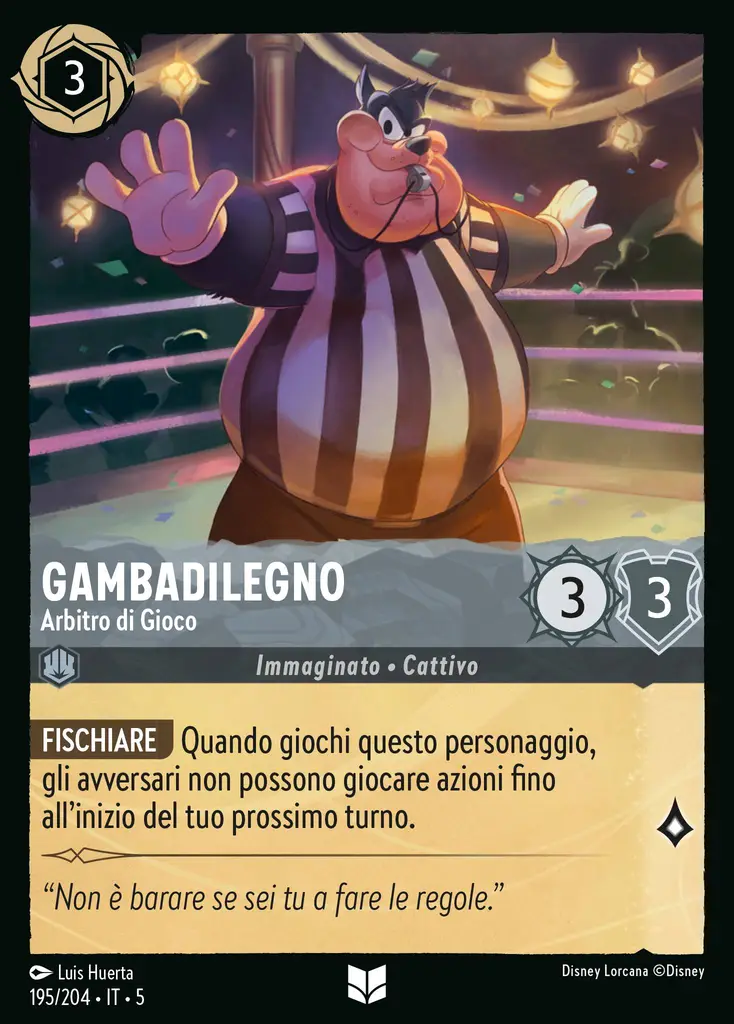 3
GAMBADILEGNO
Arbitro di Gioco
3
3
Immaginato • Cattivo
FISCHIARE Quando giochi questo personaggio,
gli avversari non possono giocare azioni fino
all'inizio del tuo prossimo turno.
“Non è barare se sei tu a fare le regole.”
Luis Huerta
195/204 • IT • 5
Disney Lorcana ©Disney